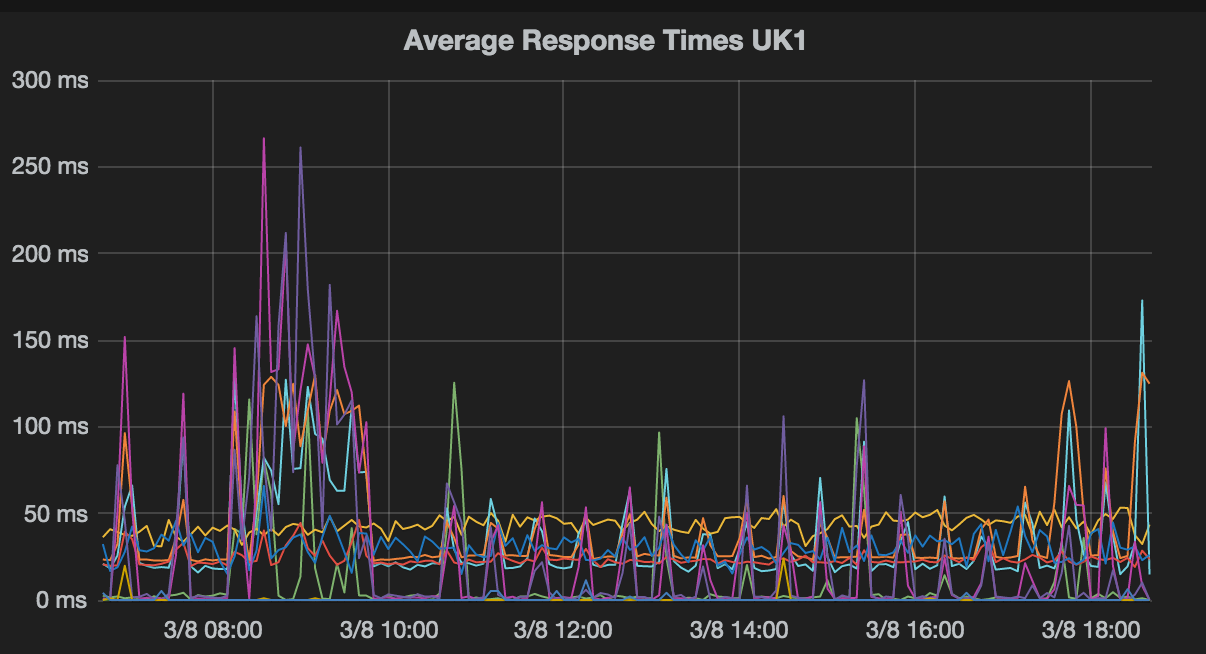 Average Response Times UK1
300 ms
250 ms
200 ms
150 ms
100 ms
50 ms
0 ms
3/8 08:00 3/8 10:00 3/8 12:00 3/8 14:00 3/8 16:00 3/8 18:00